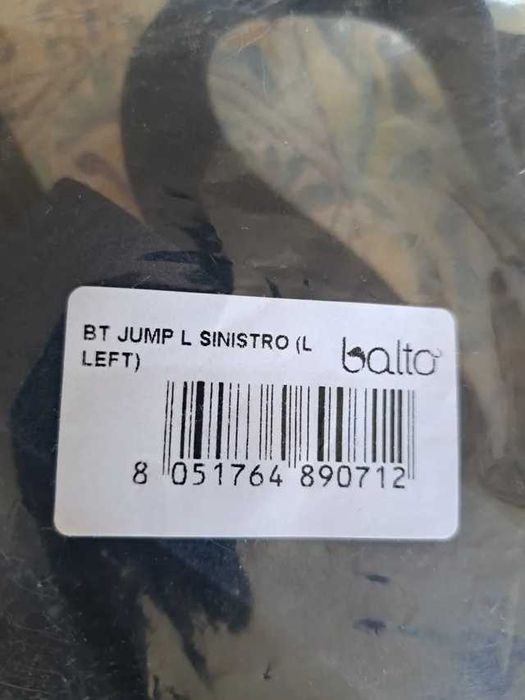 BT JUMP L SINISTRO (L
LEFT)
balto
8 051764 890712